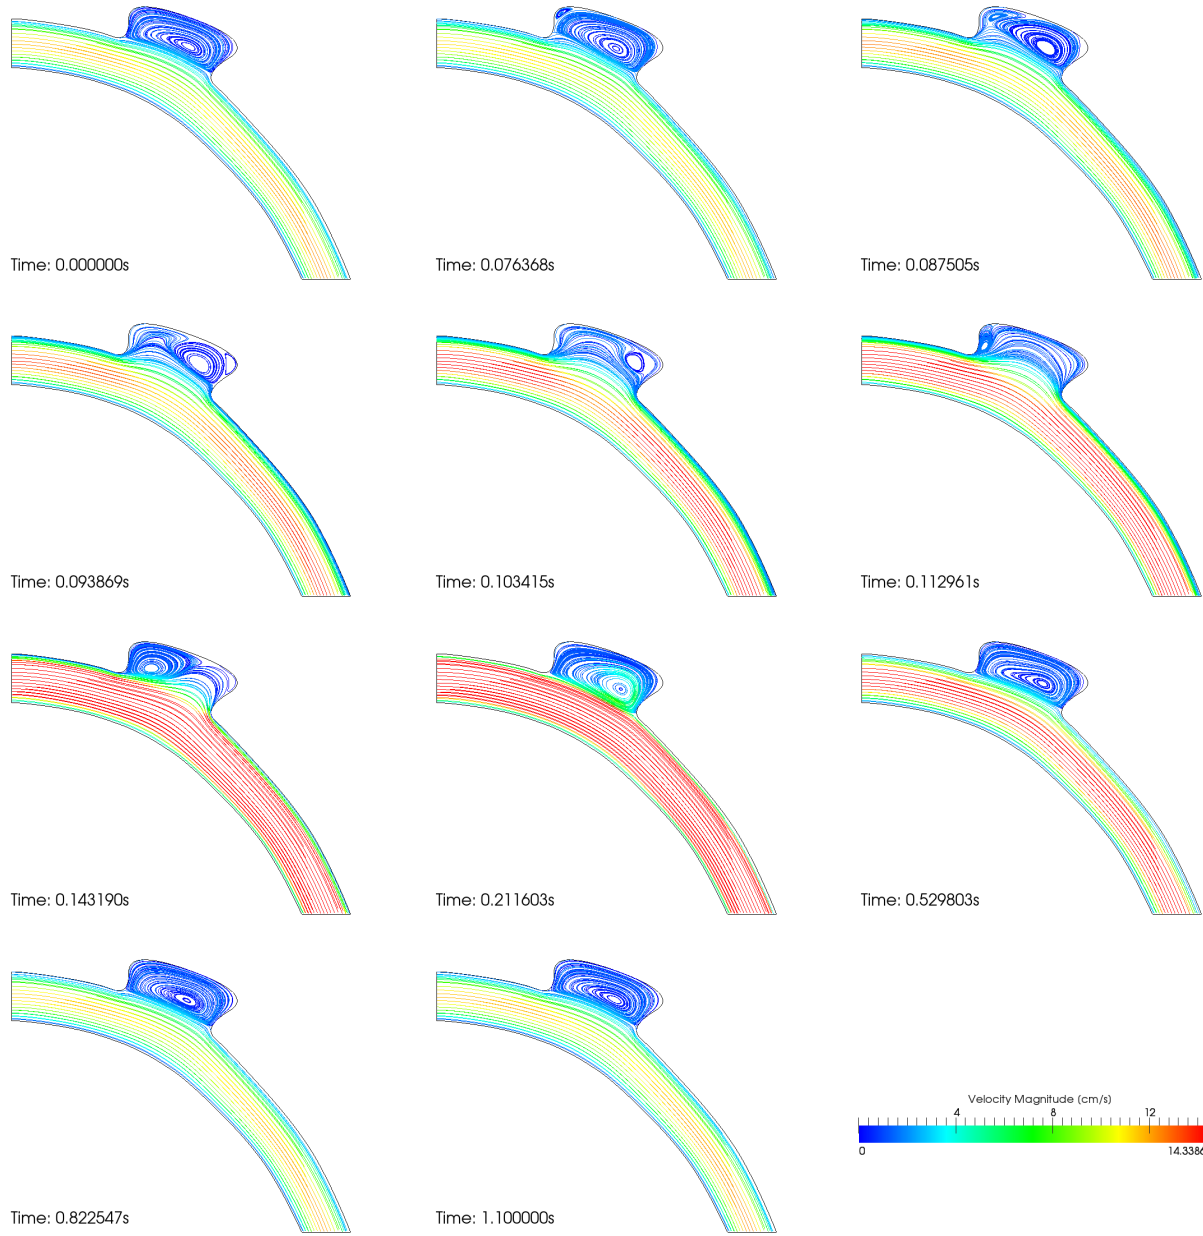 Time: 0.000000s
Time: 0.076368s
Time: 0.087505s
Time: 0.093869s
Time: 0.103415s
Time: 0.112961s
Time: 0.143190s
Time: 0.211603s
Time: 0.529803s
Time: 0.822547s
Time: 1.100000s
Velocity Magnitude (cm/s)
4 8 12
0 14.3386